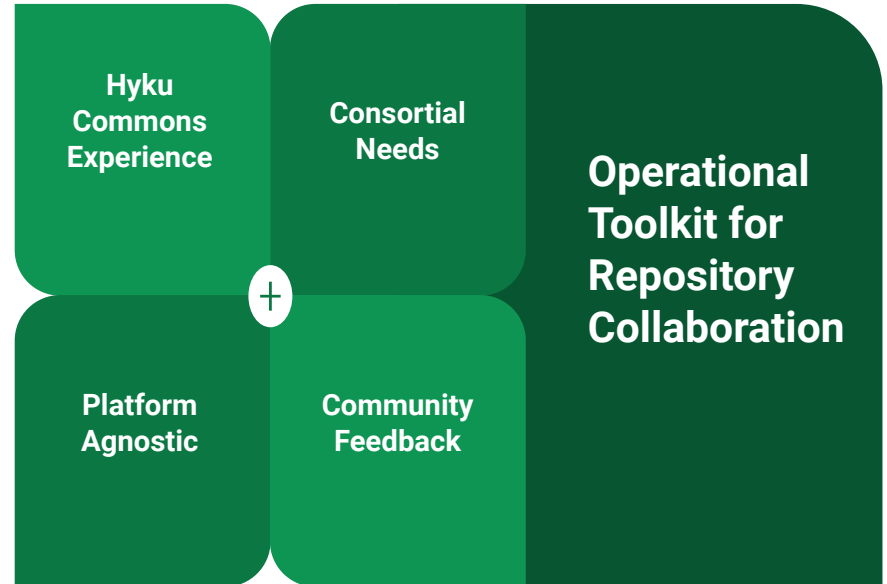 Hyku
Commons
Experience
Consortial
Needs
Platform
Agnostic
Community
Feedback
Operational
Toolkit for
Repository
Collaboration